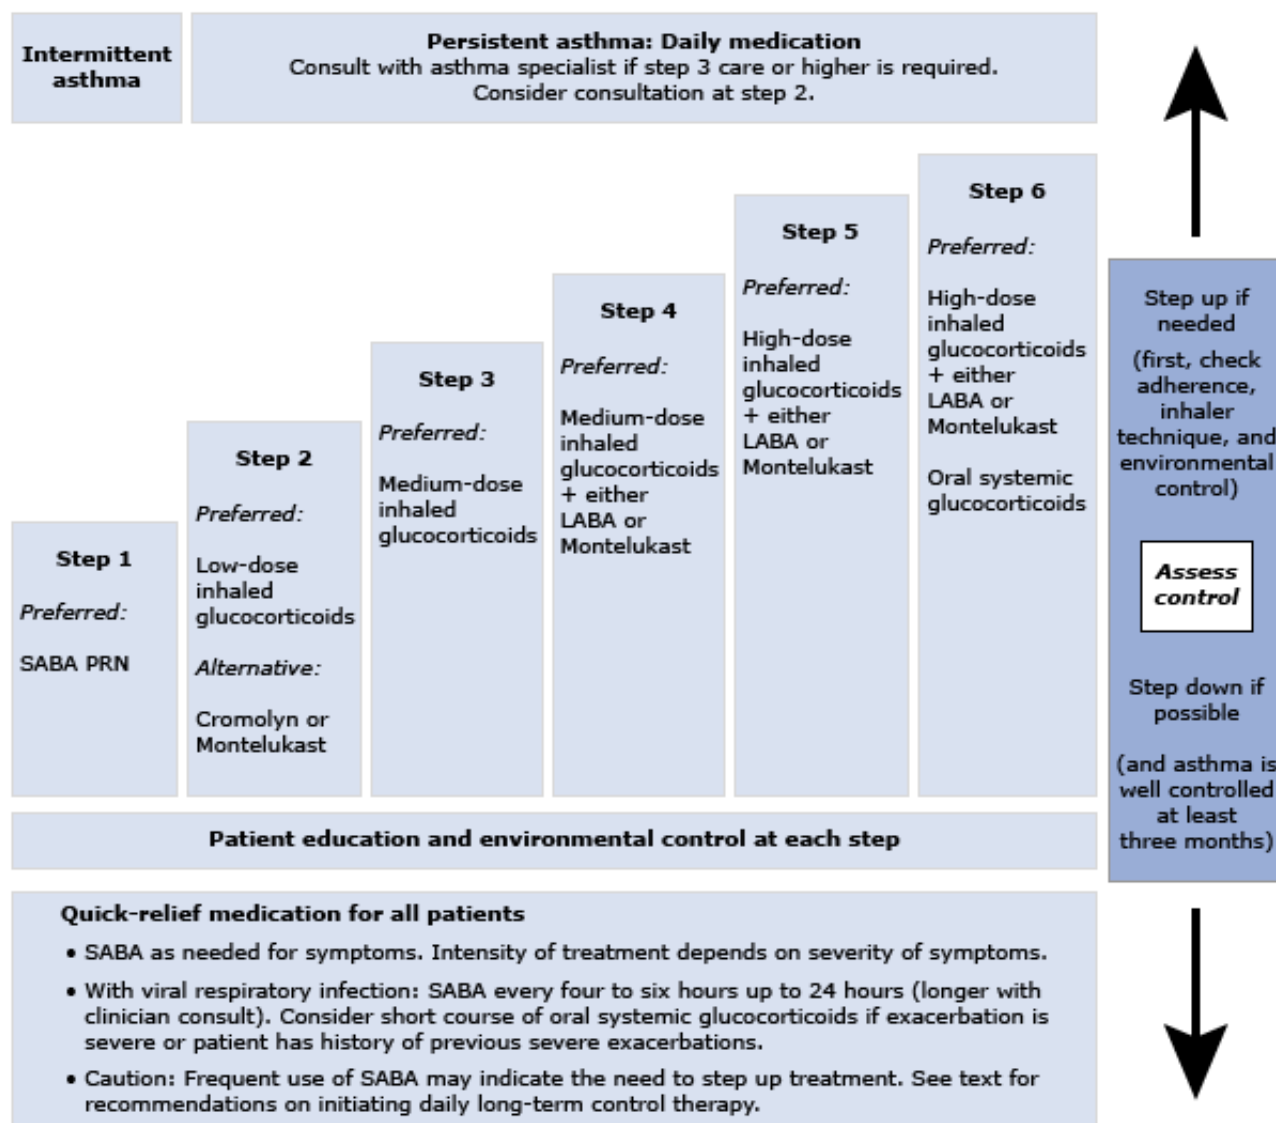 Intermittent
asthma
Persistent asthma: Daily medication
Consult with asthma specialist if step 3 care or higher is required.
Consider consultation at step 2.
Step 1
Preferred:
SABA PRN
Step 2
Preferred:
Low-dose
inhaled
glucocorticoids
Alternative:
Cromolyn or
Montelukast
Step 3
Preferred:
Medium-dose
inhaled
glucocorticoids
Step 4
Preferred:
Medium-dose
inhaled
glucocorticoids
+ either
LABA or
Montelukast
Step 5
Preferred:
High-dose
inhaled
glucocorticoids
+ either
LABA or
Montelukast
Step 6
Preferred:
High-dose
inhaled
glucocorticoids
+ either
LABA or
Montelukast
Oral systemic
glucocorticoids
Step up if
needed
(first, check
adherence,
inhaler
technique, and
environmental
control)
Assess
control
Step down if
possible
(and asthma is
well controlled
at least
three months)
Patient education and environmental control at each step
Quick-relief medication for all patients
• SABA as needed for symptoms. Intensity of treatment depends on severity of symptoms.
• With viral respiratory infection: SABA every four to six hours up to 24 hours (longer with
clinician consult). Consider short course of oral systemic glucocorticoids if exacerbation is
severe or patient has history of previous severe exacerbations.
• Caution: Frequent use of SABA may indicate the need to step up treatment. See text for
recommendations on initiating daily long-term control therapy.